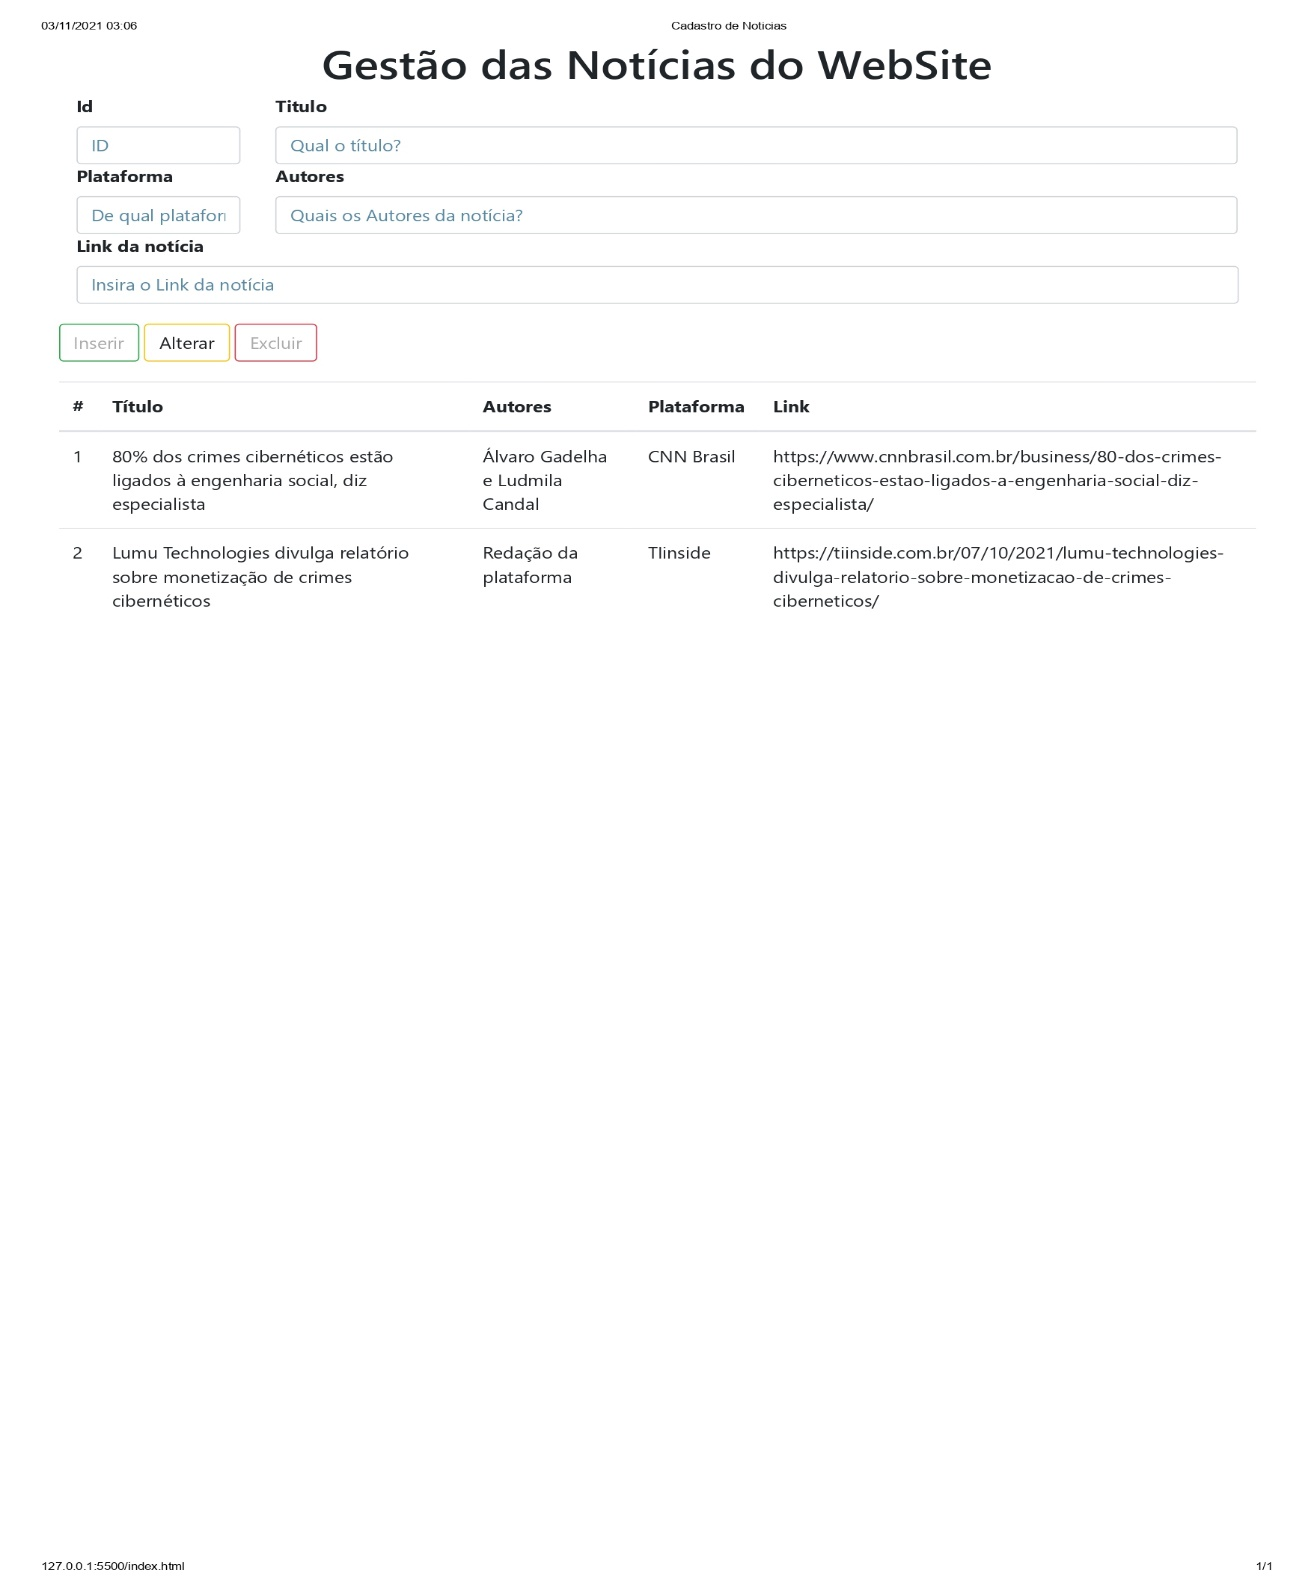 03/11/2021 03:06 Cadastro de Noticias
Gestão das Notícias do WebSite
Id Titulo
ID Qual o título?
Plataforma Autores
De qual platafor Quais os Autores da notícia?
Link da notícia
Insira o Link da notícia
Inserir Alterar Excluir
# Título Autores Plataforma Link
1 80% dos crimes cibernéticos estão Álvaro Gadelha CNN Brasil https://www.cnnbrasil.com.br/business/80-dos-crimes-
ligados à engenharia social, diz e Ludmila ciberneticos-estao-ligados-a-engenharia-social-diz-
especialista Candal especialista/
2 Lumu Technologies divulga relatório Redação da TIinside https://tiinside.com.br/07/10/2021/lumu-technologies-
sobre monetização de crimes plataforma divulga-relatorio-sobre-monetizacao-de-crimes-
cibernéticos ciberneticos/
127.0.0.1:5500/index.html 1/1